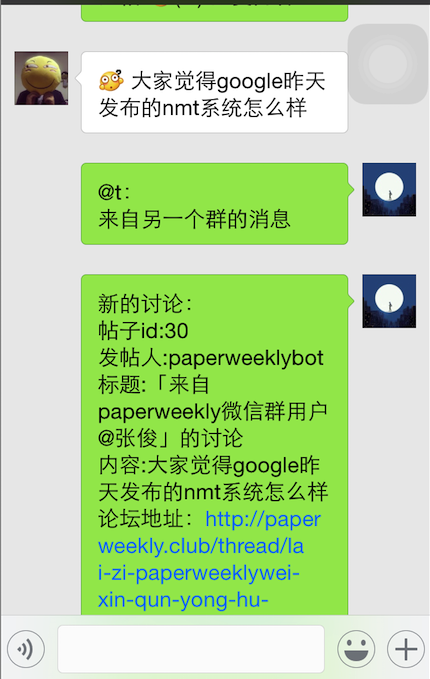 大家觉得google昨天
发布的nmt系统怎么样
@t：
来自另一个群的消息
新的讨论：
帖子id:30
发帖人:paperweeklybot
标题:「来自
paperweekly微信群用户
@张俊」的讨论
内容:大家觉得google昨
天发布的nmt系统怎么样
论坛地址：http://paper
weekly.club/thread/la
i-zi-paperweeklywei-
xin-qun-yong-hu-